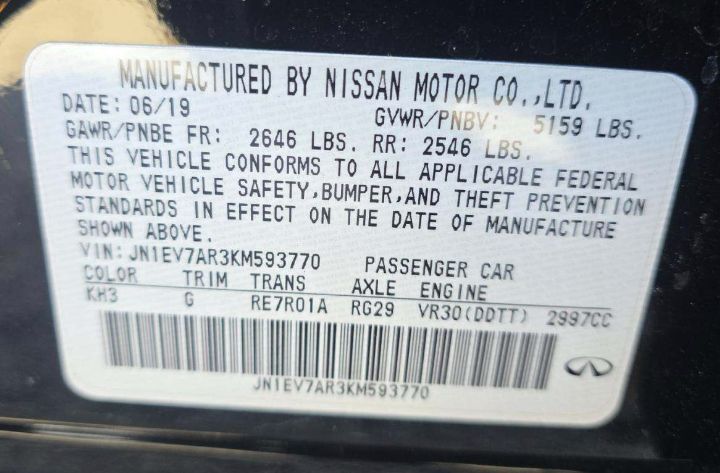 MANUFACTURED BY NISSAN MOTOR CO.,LTD.
DATE: 06/19 GVWR/PNBV: 5159 LBS.
GAWR/PNBE FR: 2646 LBS. RR: 2546 LBS.
THIS VEHICLE CONFORMS TO ALL APPLICABLE FEDERAL
MOTOR VEHICLE SAFETY,BUMPER,AND THEFT PREVENTION
STANDARDS IN EFFECT ON THE DATE OF MANUFACTURE
SHOWN ABOVE.
VIN:JN1EV7AR3KM593770 PASSENGER CAR
COLOR TRIM TRANS AXLE ENGINE
KH3 G RE7R01A RG29 VR30(DDTT) 2997CC
JN1EV7AR3KM593770